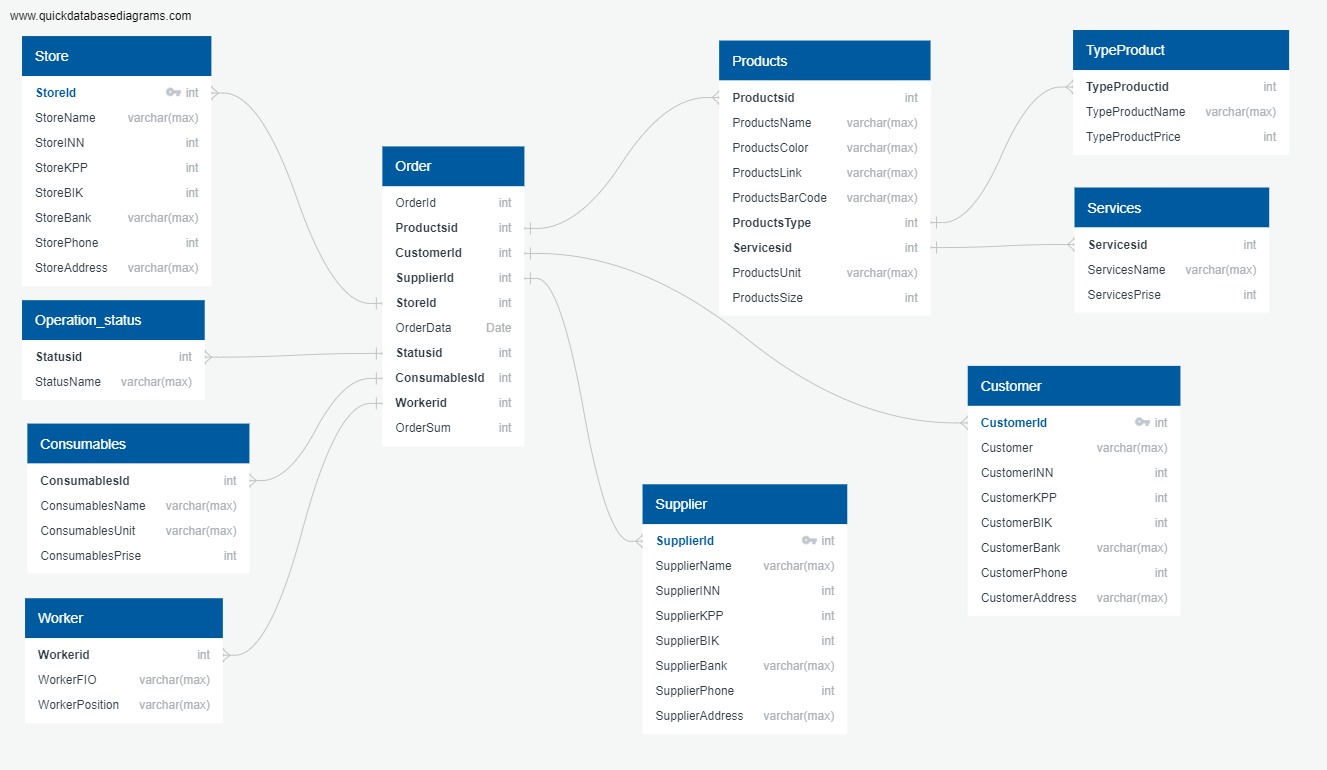 www.quickdatabasediagrams.com
Store
StoreId int
StoreName varchar(max)
StoreINN int
StoreKPP int
StoreBIK int
StoreBank varchar(max)
StorePhone int
StoreAddress varchar(max)
Operation_status
Statusid int
StatusName varchar(max)
Consumables
ConsumablesId int
ConsumablesName varchar(max)
ConsumablesUnit varchar(max)
ConsumablesPrise int
Worker
Workerid int
WorkerFIO varchar(max)
WorkerPosition varchar(max)
Order
OrderId int
Productsid int
CustomerId int
SupplierId int
StoreId int
OrderData Date
Statusid int
ConsumablesId int
Workerid int
OrderSum int
Products
Productsid int
ProductsName varchar(max)
ProductsColor varchar(max)
ProductsLink varchar(max)
ProductsBarCode varchar(max)
ProductsType int
Servicesid int
ProductsUnit varchar(max)
ProductsSize int
Supplier
SupplierId int
SupplierName varchar(max)
SupplierINN int
SupplierKPP int
SupplierBIK int
SupplierBank varchar(max)
SupplierPhone int
SupplierAddress varchar(max)
TypeProduct
TypeProductid int
TypeProductName varchar(max)
TypeProductPrice int
Services
Servicesid int
ServicesName varchar(max)
ServicesPrise int
Customer
CustomerId int
Customer varchar(max)
CustomerINN int
CustomerKPP int
CustomerBIK int
CustomerBank varchar(max)
CustomerPhone int
CustomerAddress varchar(max)